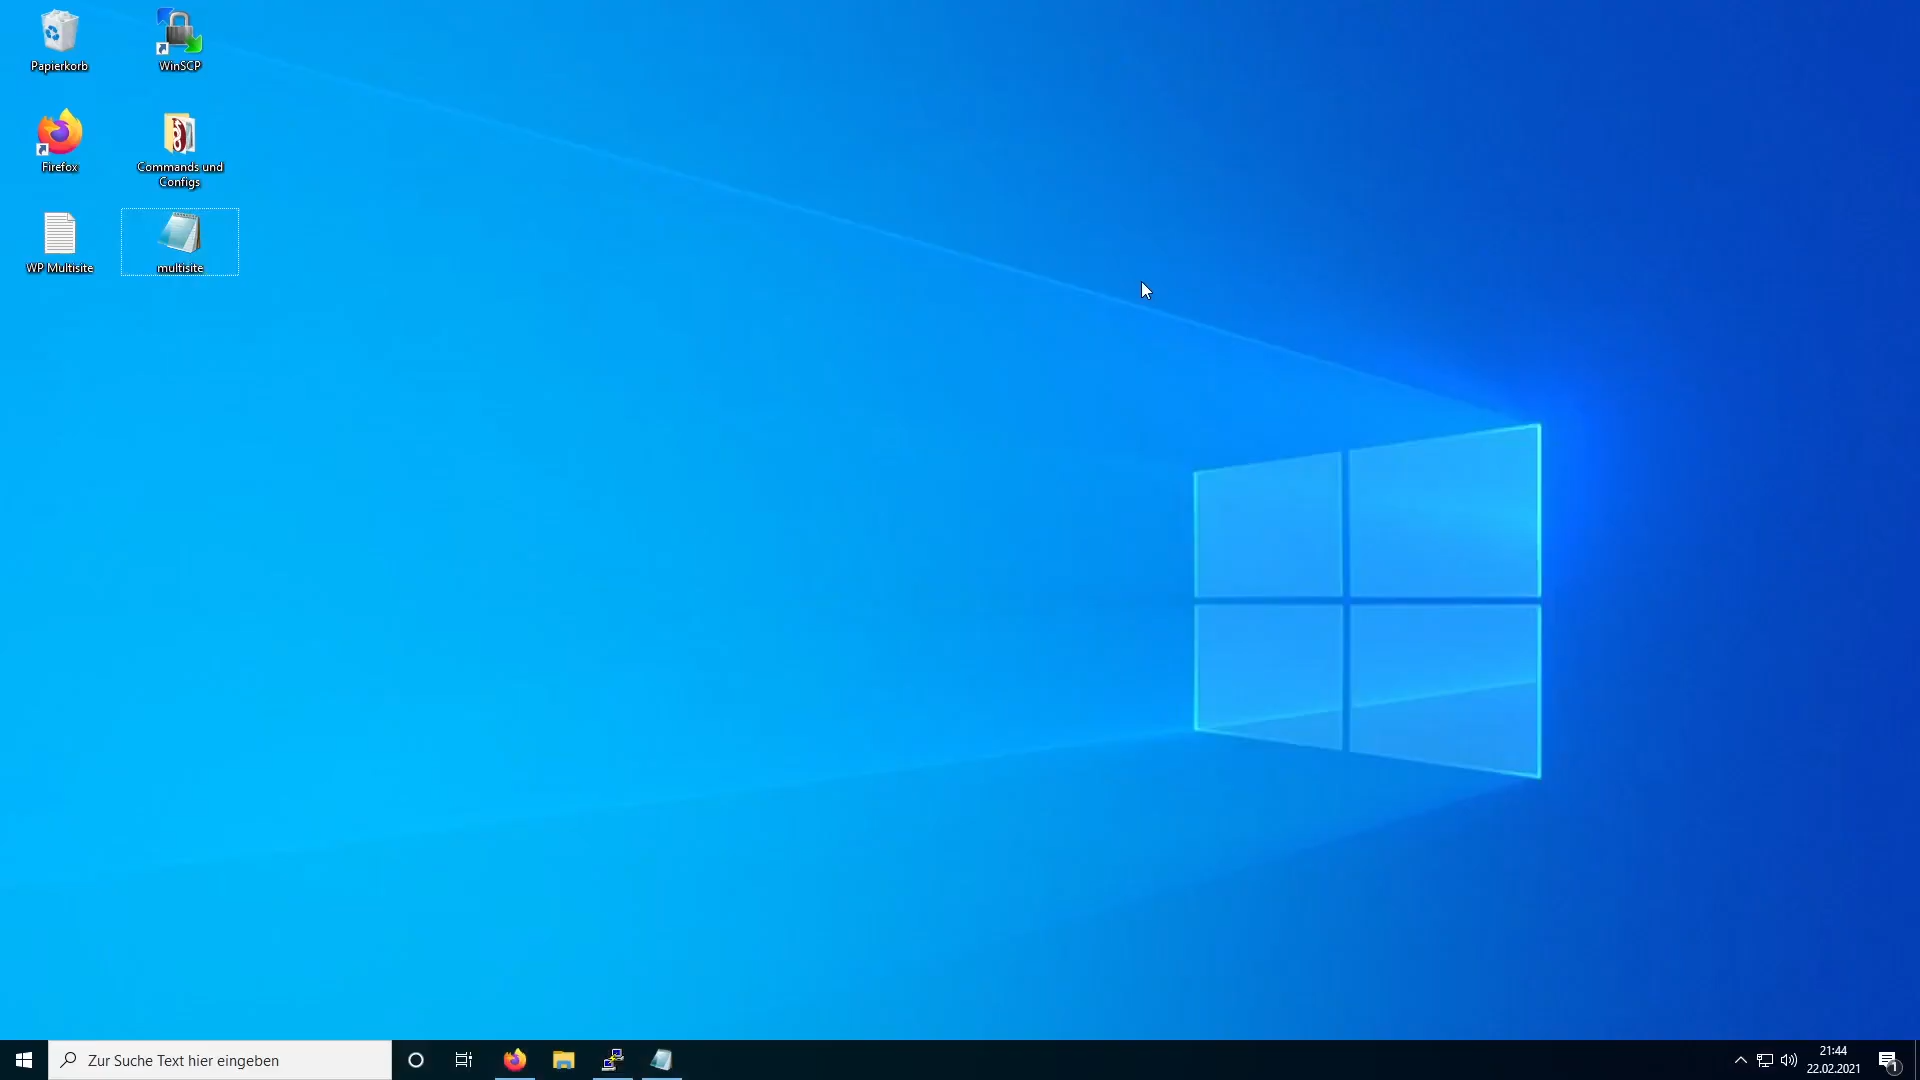 Papierkorb
WinSCP
Firefox
Commands und
Configs
WP Multisite
multisite
Zur Suche Text hier eingeben
21:44
22.02.2021
1